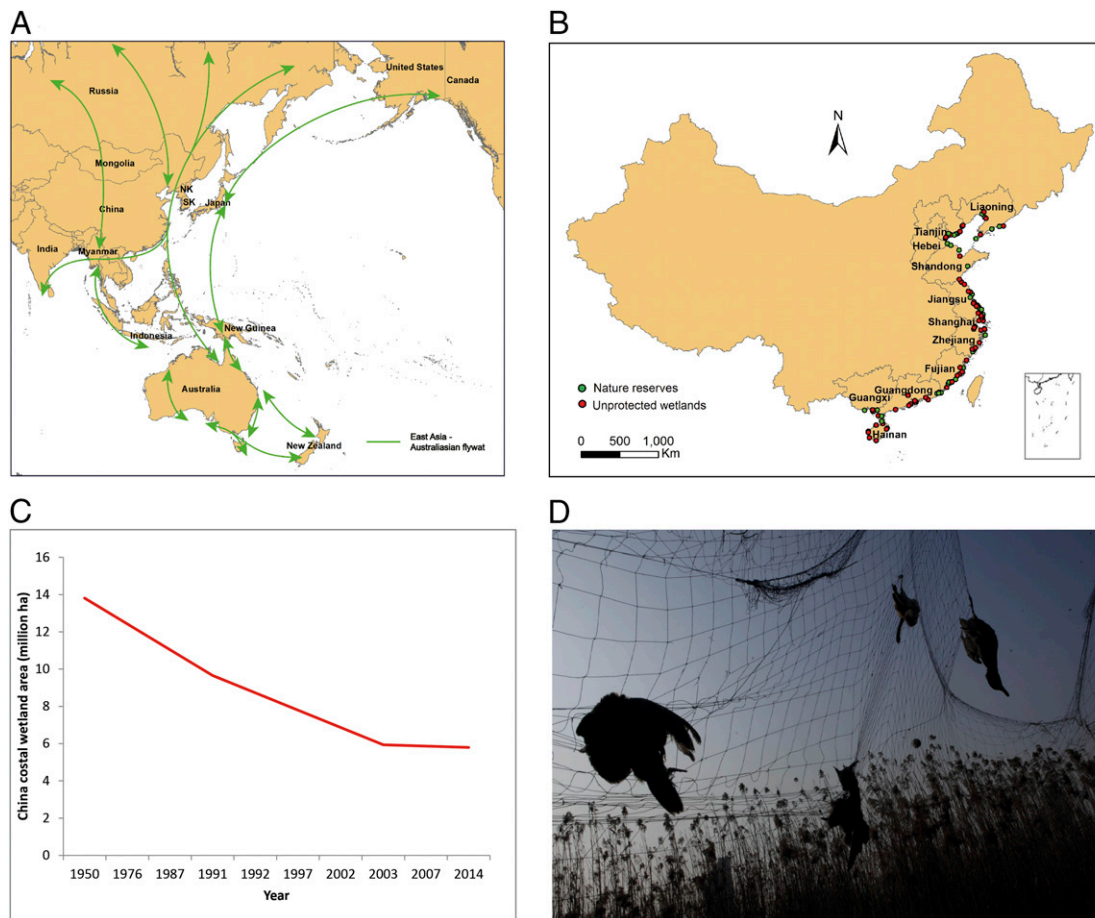 A
United States
Canada
Russia
Mongolia
NK
SK
Japan
China
India
Myanmar
Indonesia
New Guinea
Australia
New Zealand
East Asia -
Australasian flywat
B
N
Liaoning
Tianjin
Hebei
Shandong
Jiangsu
Shanghai
Zhejiang
Fujian
Guangdong
Guangxi
Hainan
Nature reserves
Unprotected wetlands
0 500 1,000
Km
C
China costal wetland area (million ha)
16
14
12
10
8
6
4
2
0
1950 1976 1987 1991 1992 1997 2002 2003 2007 2014
Year
D